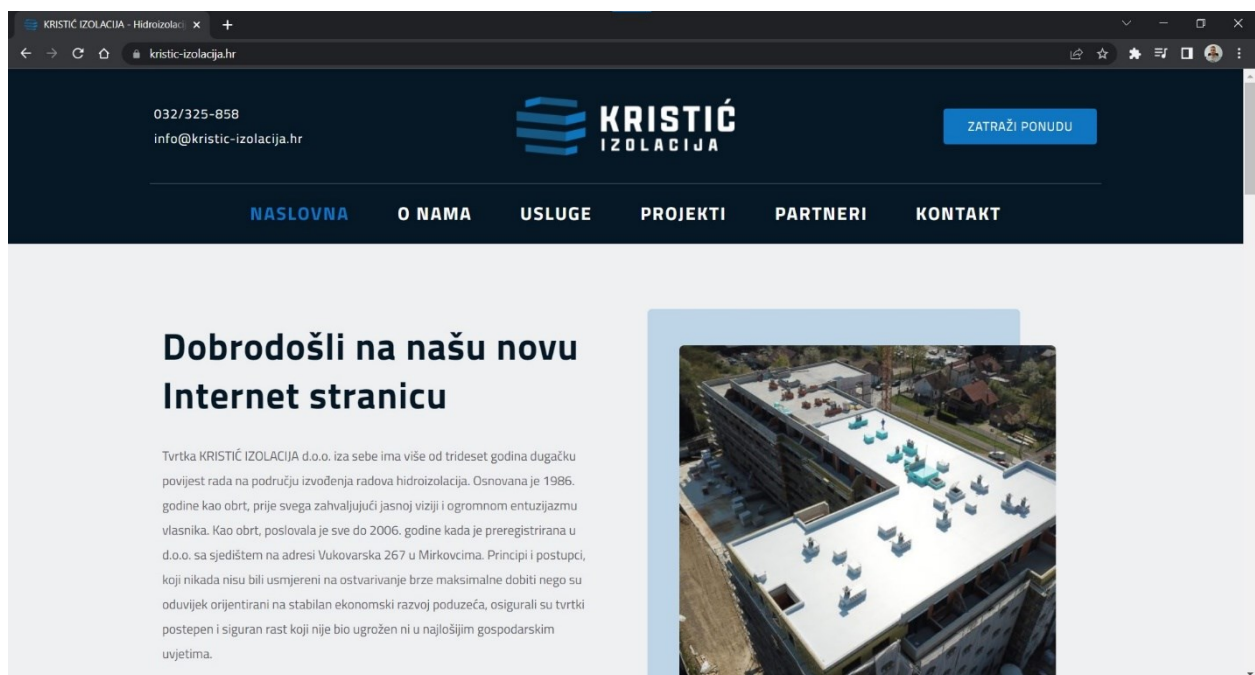 KRISTIĆ IZOLACIJA - Hidroizolacij
kristic-izolacija.hr
032/325-858
info@kristic-izolacija.hr
KRISTIĆ
IZOLACIJA
ZATRAŽI PONUDU
NASLOVNA O NAMA USLUGE PROJEKTI PARTNERI KONTAKT
Dobrodošli na našu novu
Internet stranicu
Tvrtka KRISTIĆ IZOLACIJA d.o.o. iza sebe ima više od trideset godina dugačku
povijest rada na području izvođenja radova hidroizolacija. Osnovana je 1986.
godine kao obrt, prije svega zahvaljujući jasnoj viziji i ogromnom entuzijazmu
vlasnika. Kao obrt, poslovala je sve do 2006. godine kada je preregistrirana u
d.o.o. sa sjedištem na adresi Vukovarska 267 u Mirkovcima. Principi i postupci,
koji nikada nisu bili usmjereni na ostvarivanje brze maksimalne dobiti nego su
oduvijek orijentirani na stabilan ekonomski razvoj poduzeća, osigurali su tvrtki
postepen i siguran rast koji nije bio ugrožen ni u najlošijim gospodarskim
uvjetima.